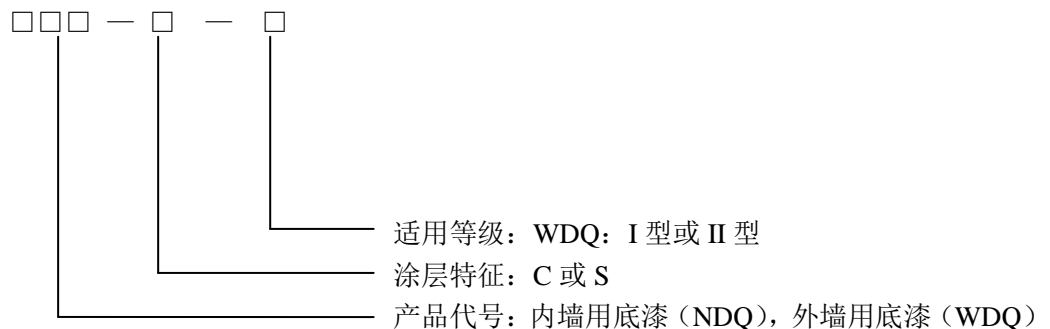 □□□ — □ — □
适用等级：WDQ：I 型或 II 型
涂层特征：C 或 S
产品代号：内墙用底漆（NDQ），外墙用底漆（WDQ）